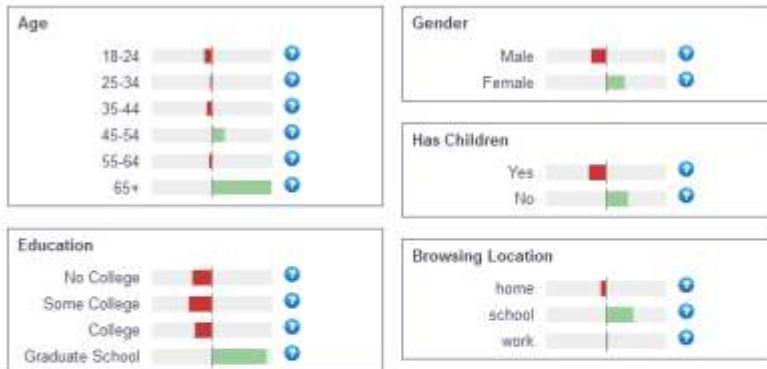 Age
18-24
25-34
35-44
45-54
55-64
65+
Education
No College
Some College
College
Graduate School
Gender
Male
Female
Has Children
Yes
No
Browsing Location
home
school
work